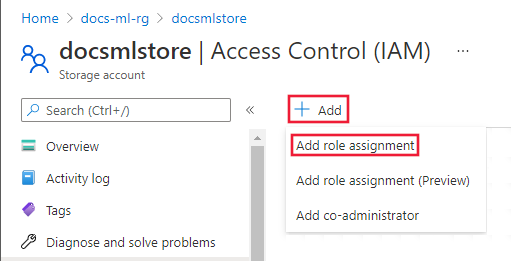 Home > docs-ml-rg > docsmlstore
docsmlstore | Access Control (IAM) ...
Storage account
Search (Ctrl+/) «
+ Add
Overview
Activity log
Tags
Diagnose and solve problems
Add role assignment
Add role assignment (Preview)
Add co-administrator